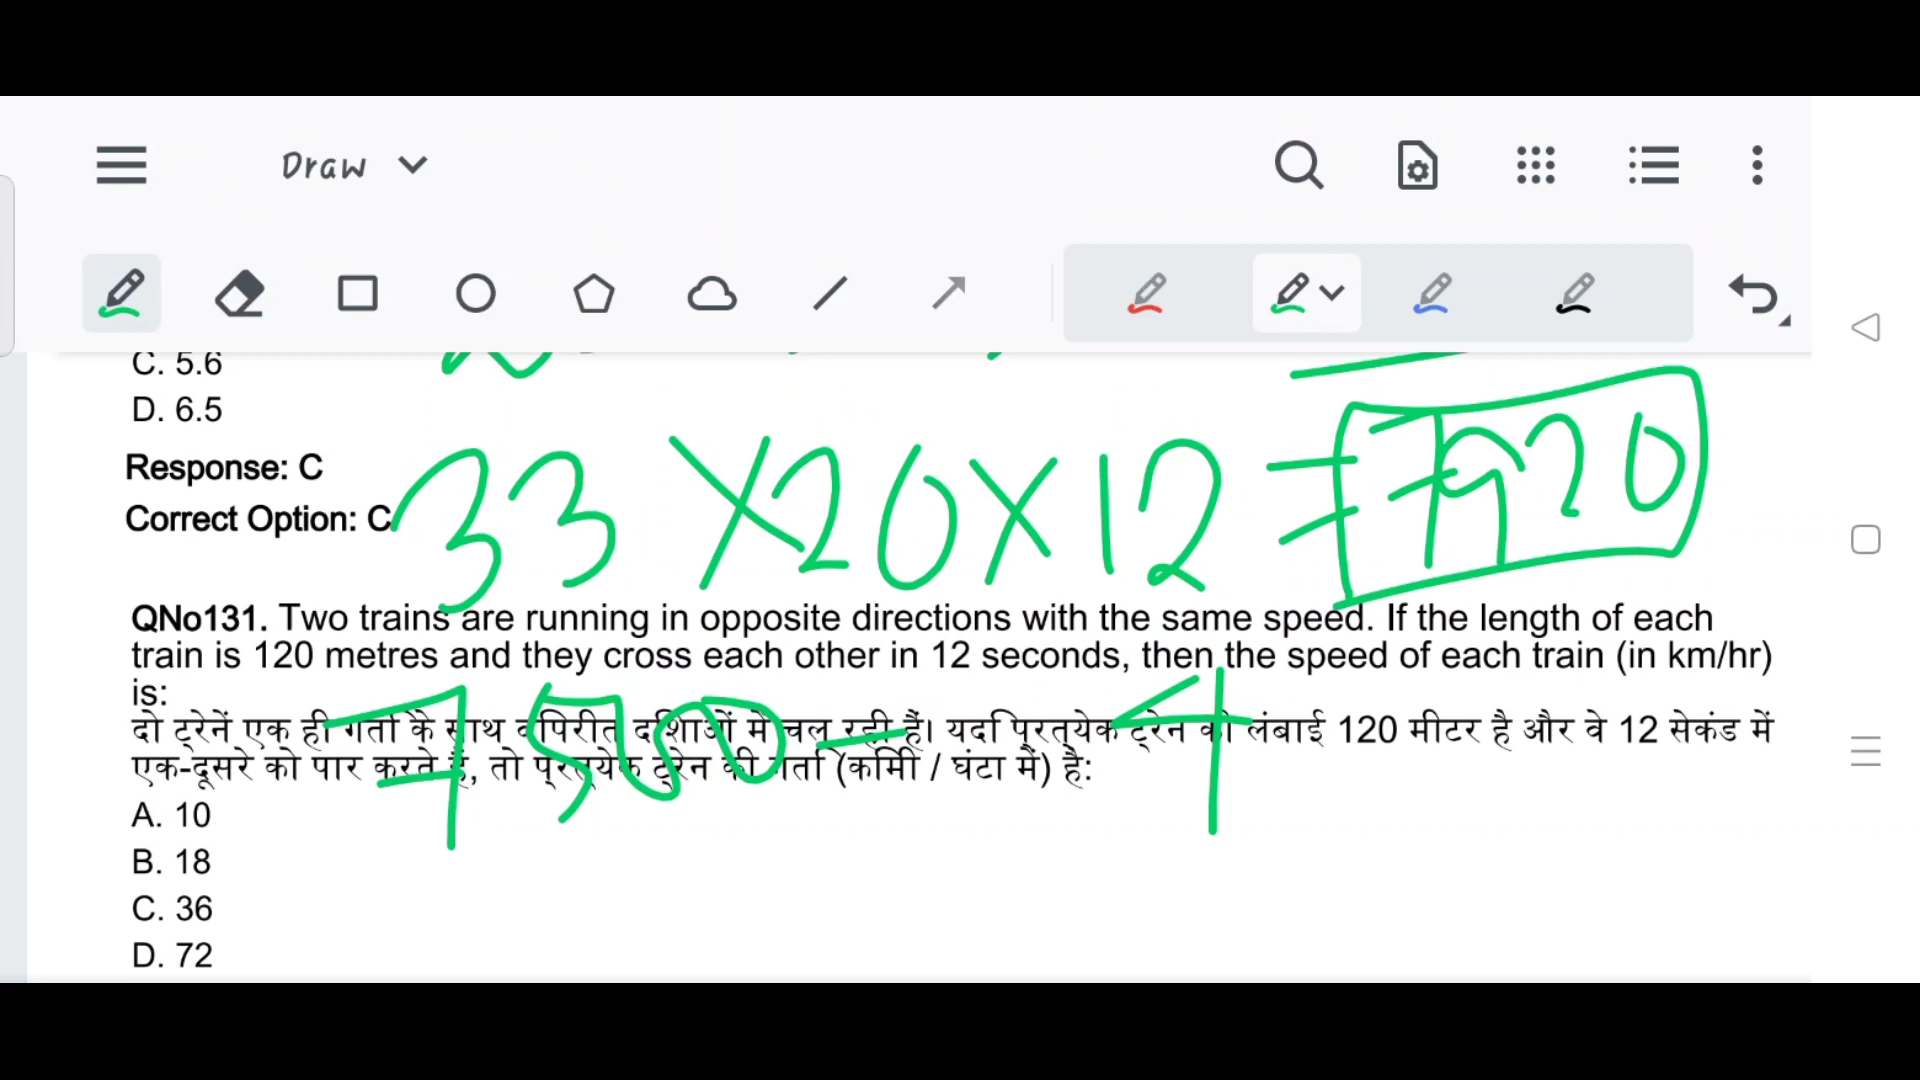 Draw
C. 5.6
D. 6.5
Response: C
Correct Option: C
33 × 20 × 12 = 7920
QNo131. Two trains are running in opposite directions with the same speed. If the length of each
train is 120 metres and they cross each other in 12 seconds, then the speed of each train (in km/hr)
is:
7500 - 4
दो ट्रेनें एक ही गति के साथ विपरीत दिशाओं में चल रही हैं। यदि प्रत्येक ट्रेन की लंबाई 120 मीटर है और वे 12 सेकंड में
एक-दूसरे को पार करते हैं, तो प्रत्येक ट्रेन की गति (किमी / घंटा में) है:
A. 10
B. 18
C. 36
D. 72